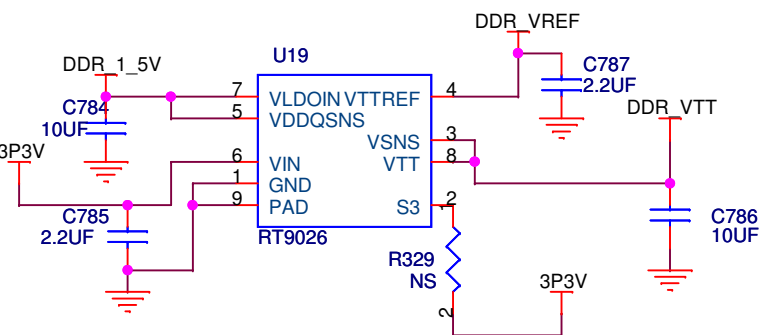 DDR_VREF
U19
C787
2.2UF
DDR_1_5V
7
VLDOIN
VTTREF
4
C784
10UF
5
VDDQSNS
DDR_VTT
3P3V
VSNS
3
6
VIN
VTT
8
1
GND
9
PAD
S3
2
1
C785
2.2UF
C786
10UF
RT9026
R329
NS
3P3V
2